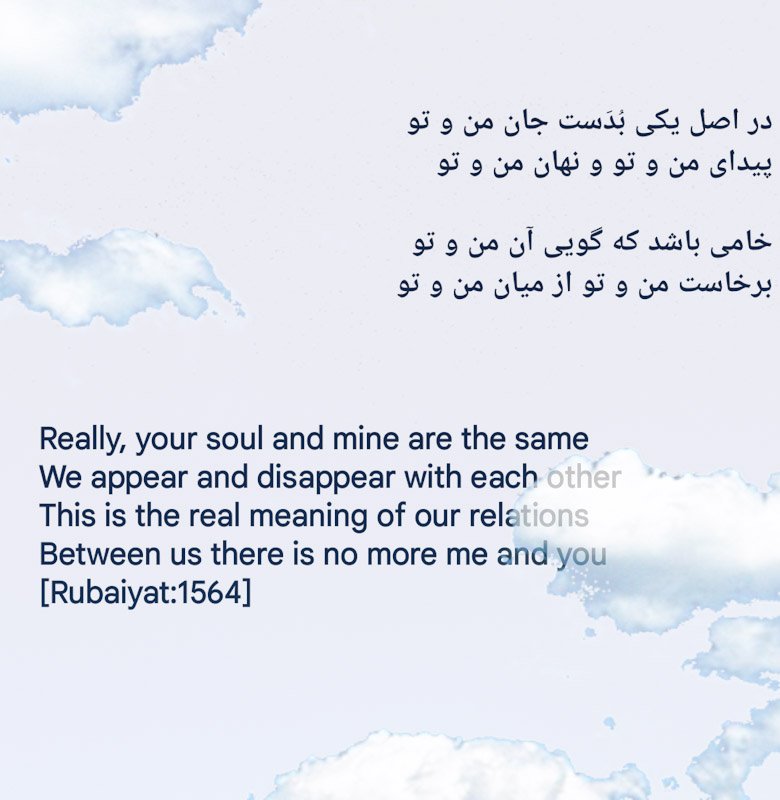 در اصل یکی بُدَست جان من و تو
پیدای من و تو و نهان من و تو
خامی باشد که گویی آن من و تو
برخاست من و تو از میان من و تو
Really, your soul and mine are the same
We appear and disappear with each other
This is the real meaning of our relations
Between us there is no more me and you
[Rubaiyat:1564]